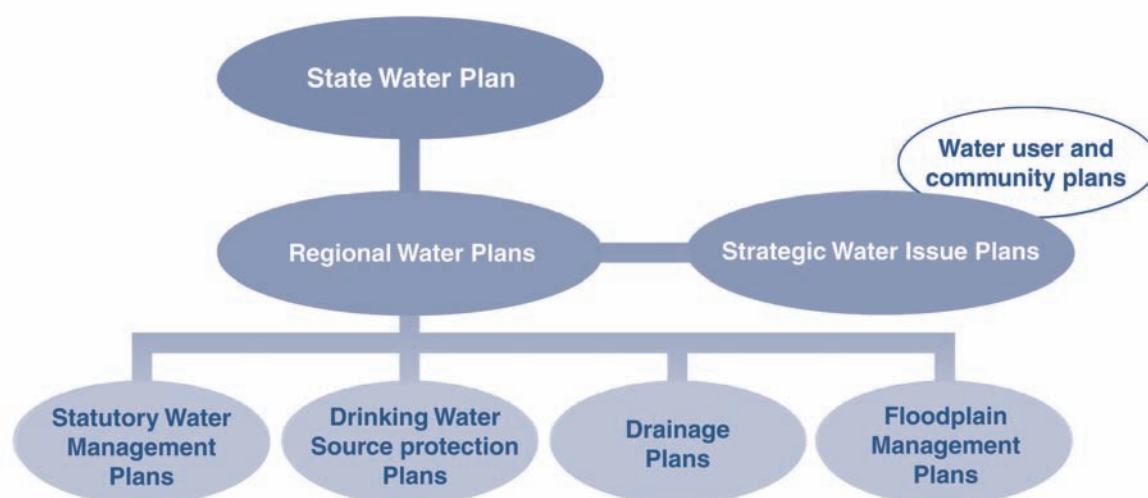 State Water Plan
Water user and
community plans
Regional Water Plans
Strategic Water Issue Plans
Statutory Water
Management
Plans
Drinking Water
Source protection
Plans
Drainage
Plans
Floodplain
Management
Plans